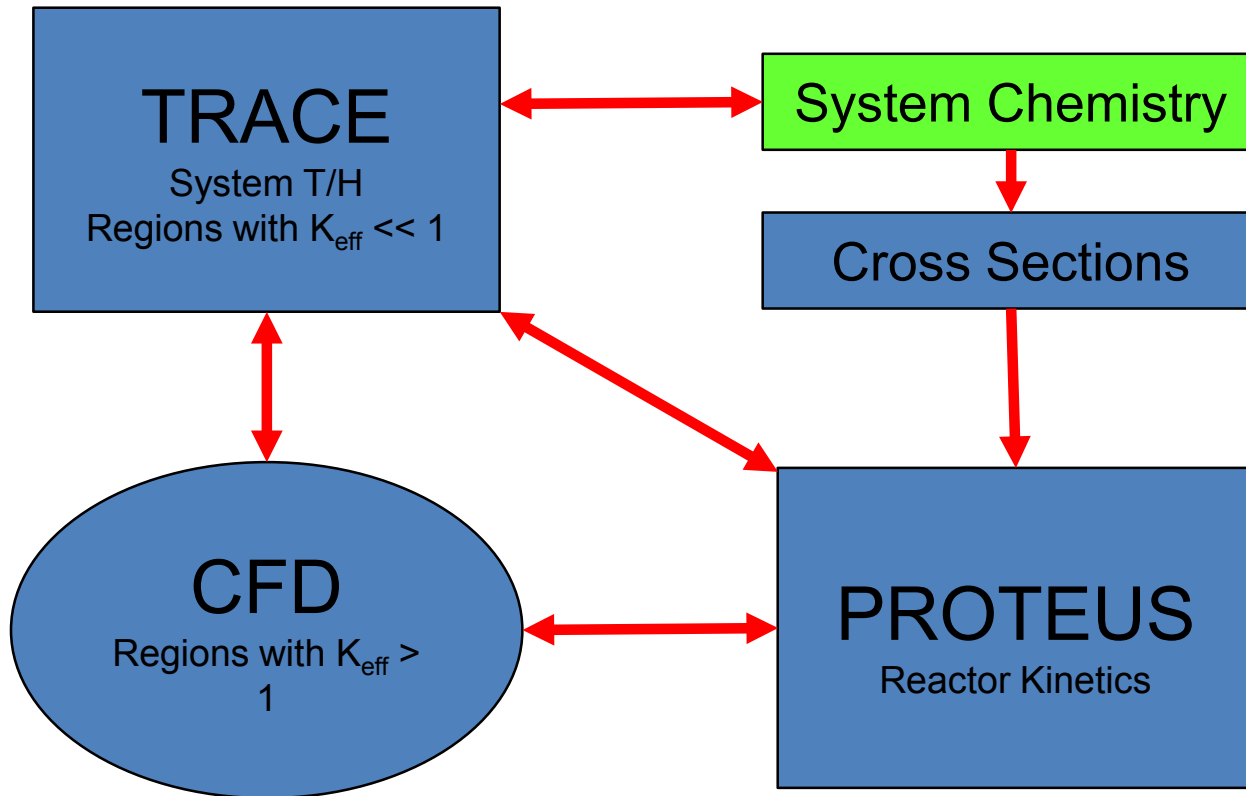 TRACE
System T/H
Regions with Keff << 1
System Chemistry
Cross Sections
CFD
Regions with Keff >
1
PROTEUS
Reactor Kinetics